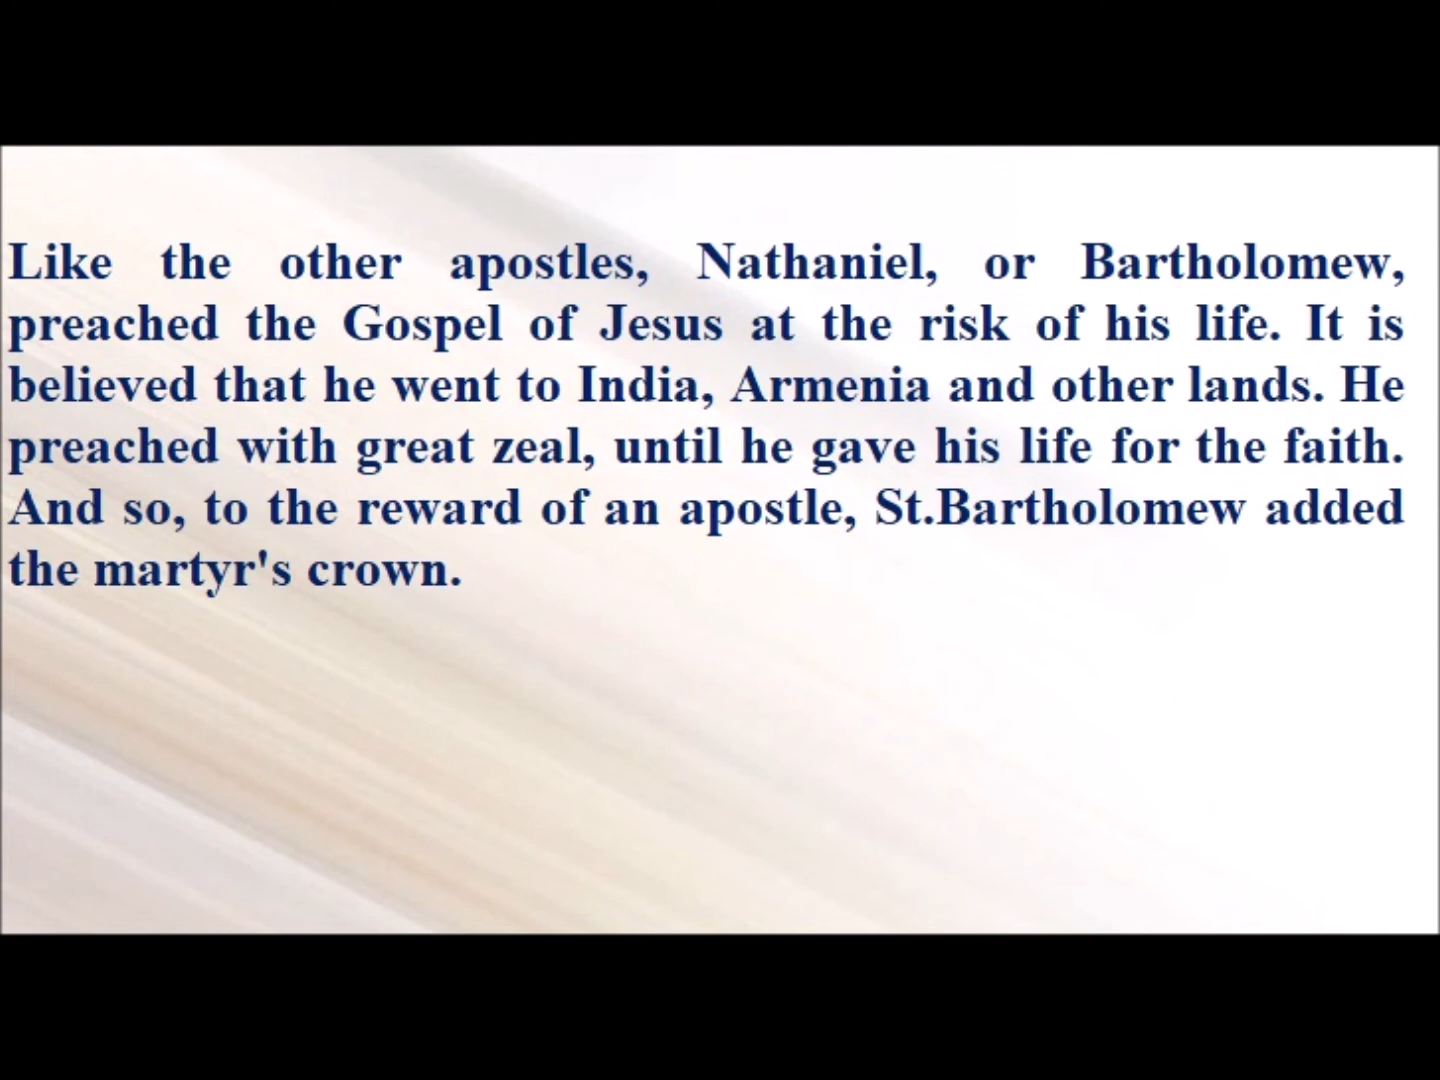 Like the other apostles, Nathaniel, or Bartholomew,
preached the Gospel of Jesus at the risk of his life. It is
believed that he went to India, Armenia and other lands. He
preached with great zeal, until he gave his life for the faith.
And so, to the reward of an apostle, St.Bartholomew added
the martyr's crown.